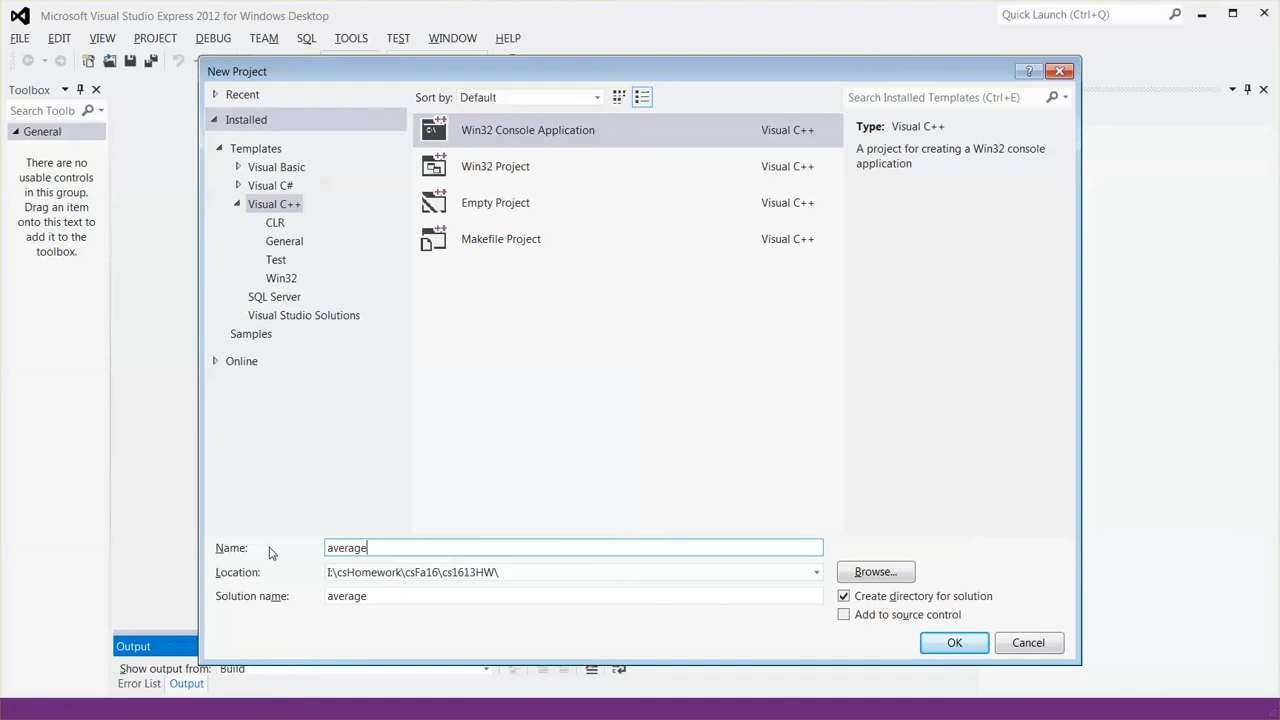 Microsoft Visual Studio Express 2012 for Windows Desktop
Quick Launch (Ctrl+Q)
FILE EDIT VIEW PROJECT DEBUG TEAM SQL TOOLS TEST WINDOW HELP
Toolbox
Search Toolb
General
There are no
usable controls
in this group.
Drag an item
onto this text to
add it to the
toolbox.
New Project
Recent
Installed
Templates
Visual Basic
Visual C#
Visual C++
CLR
General
Test
Win32
SQL Server
Visual Studio Solutions
Samples
Online
Sort by: Default
Win32 Console Application Visual C++
Win32 Project Visual C++
Empty Project Visual C++
Makefile Project Visual C++
Search Installed Templates (Ctrl+E)
Type: Visual C++
A project for creating a Win32 console
application
Name: average
Location: I:\csHomework\csFa16\cs1613HW\
Browse...
Solution name: average
Create directory for solution
Add to source control
OK Cancel
Output
Show output from: Build
Error List Output